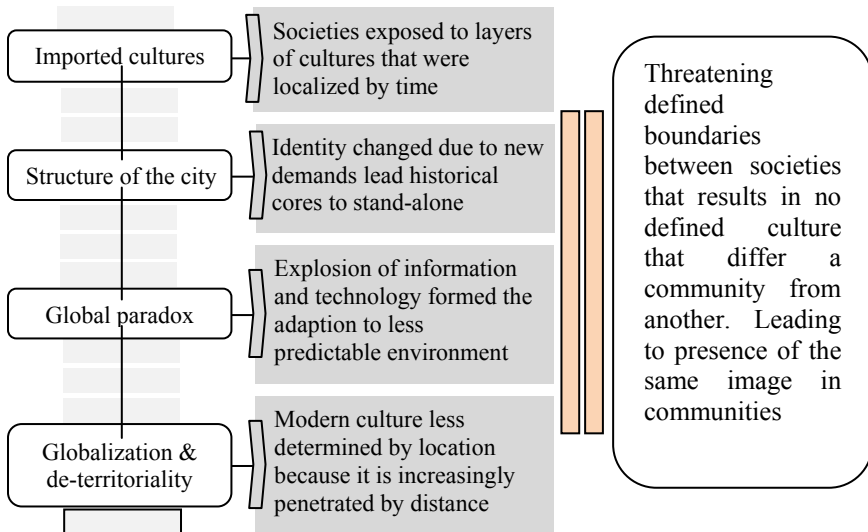 Imported cultures
Societies exposed to layers
of cultures that were
localized by time
Structure of the city
Identity changed due to new
demands lead historical
cores to stand-alone
Global paradox
Explosion of information
and technology formed the
adaption to less
predictable environment
Globalization &
de-territoriality
Modern culture less
determined by location
because it is increasingly
penetrated by distance
Threatening
defined
boundaries
between societies
that results in no
defined culture
that differ a
community from
another. Leading
to presence of the
same image in
communities